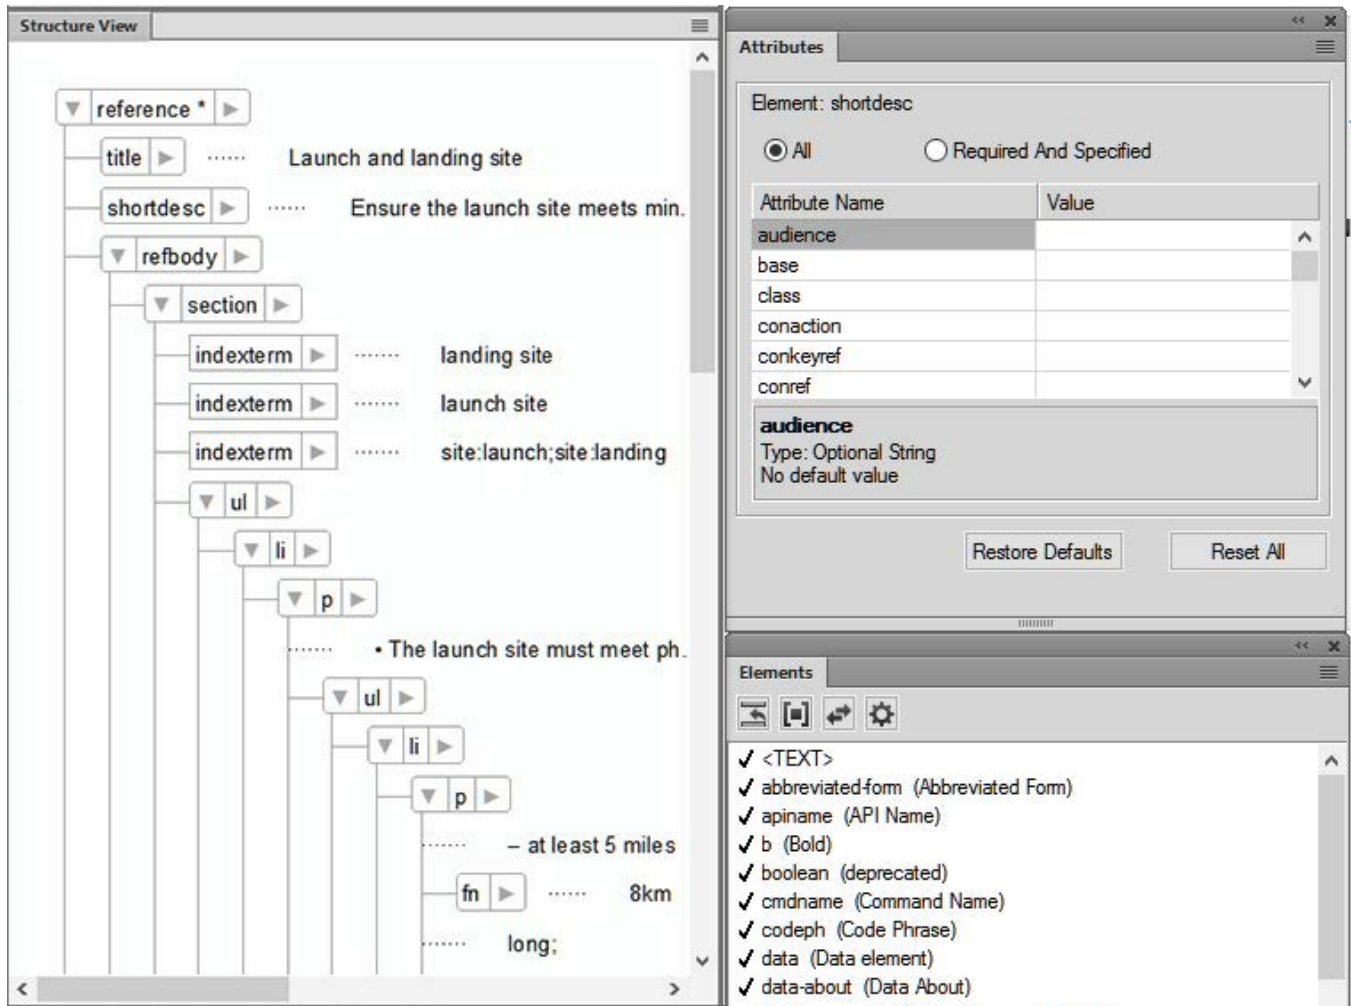 Structure View
reference *
title Launch and landing site
shortdesc Ensure the launch site meets min.
refbody
section
indexterm landing site
indexterm launch site
indexterm site:launch;site:landing
ul
li
p
• The launch site must meet ph.
ul
li
p
– at least 5 miles
fn 8km
long;
Attributes
Element: shortdesc
All Required And Specified
Attribute Name Value
audience
base
class
conaction
conkeyref
conref
audience
Type: Optional String
No default value
Restore Defaults Reset All
Elements
<TEXT>
abbreviated-form (Abbreviated Form)
apiname (API Name)
b (Bold)
boolean (deprecated)
cmdname (Command Name)
codeph (Code Phrase)
data (Data element)
data-about (Data About)